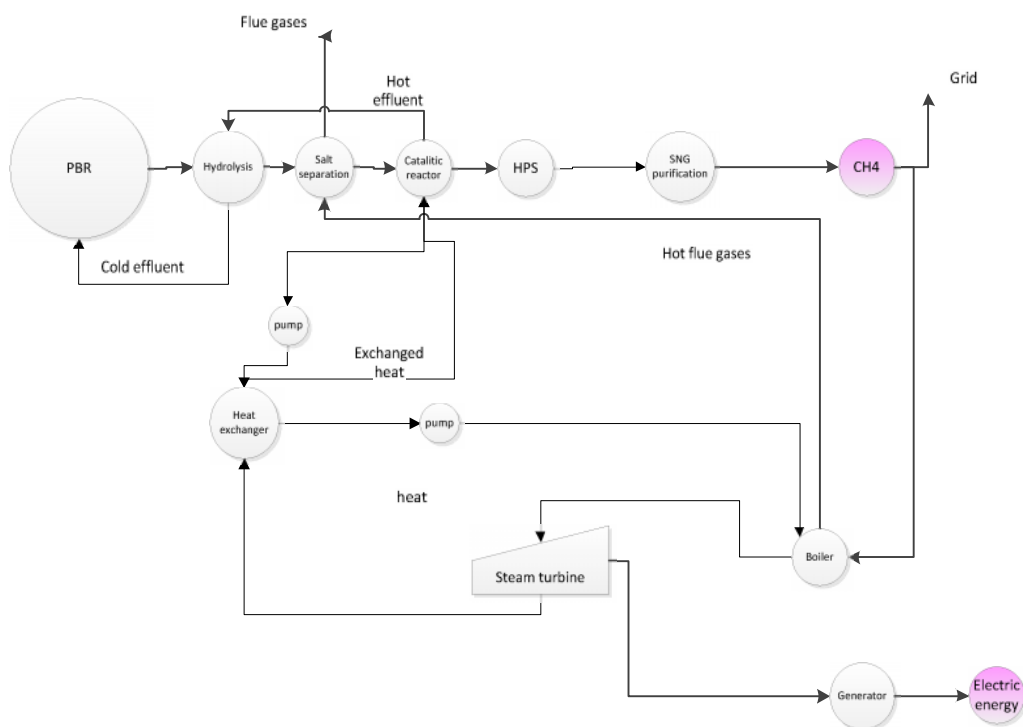 Flue gases
Grid
Hot
effluent
PBR
Hydrolysis
Salt
separation
Catalitic
reactor
HPS
SNG
purification
CH4
Cold effluent
Hot flue gases
pump
Exchanged
heat
Heat
exchanger
pump
heat
Boiler
Steam turbine
Generator
Electric
energy